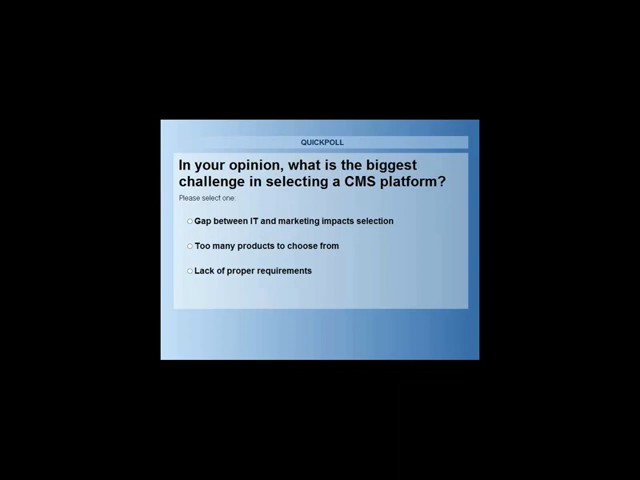 QUICKPOLL
In your opinion, what is the biggest
challenge in selecting a CMS platform?
Please select one:
Gap between IT and marketing impacts selection
Too many products to choose from
Lack of proper requirements